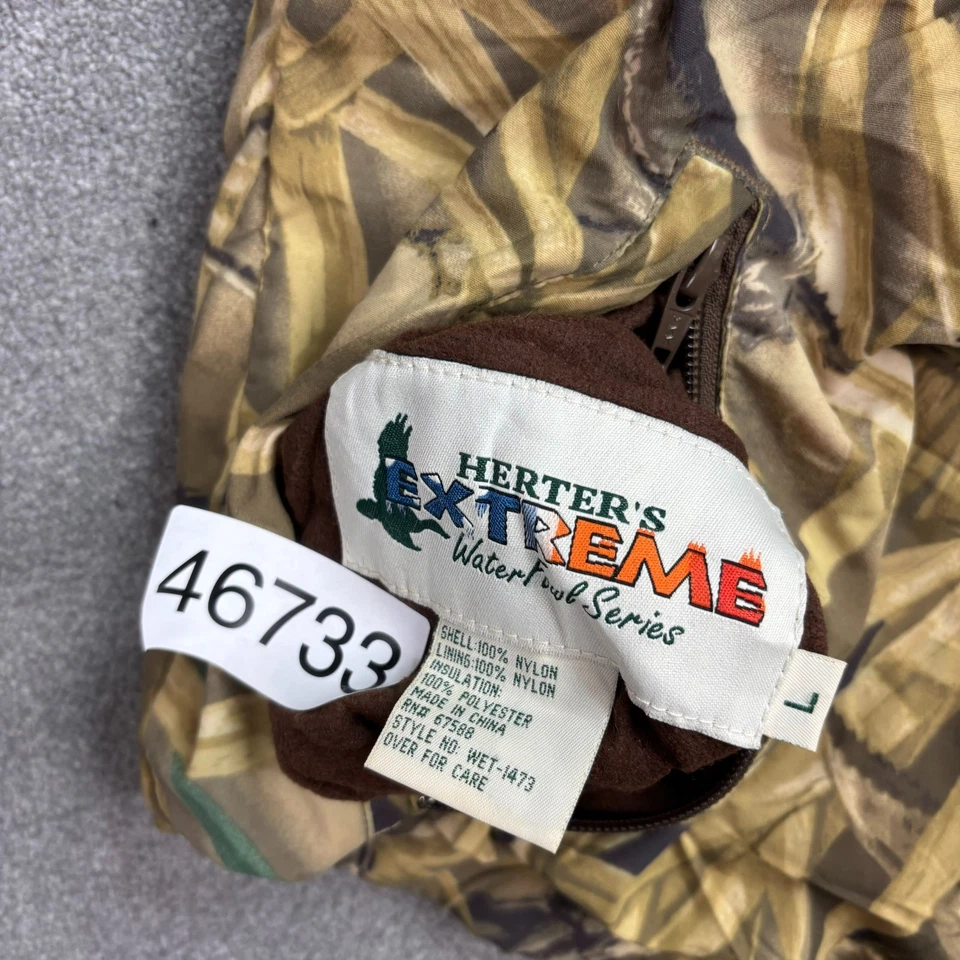 HERTER'S
EXTREME
WaterFowl Series
46733
SHELL:100% NYLON
LINING:100% NYLON
INSULATION:
100% POLYESTER
MADE IN CHINA
RN# 67588
STYLE NO: WET-1473
OVER FOR CARE
L